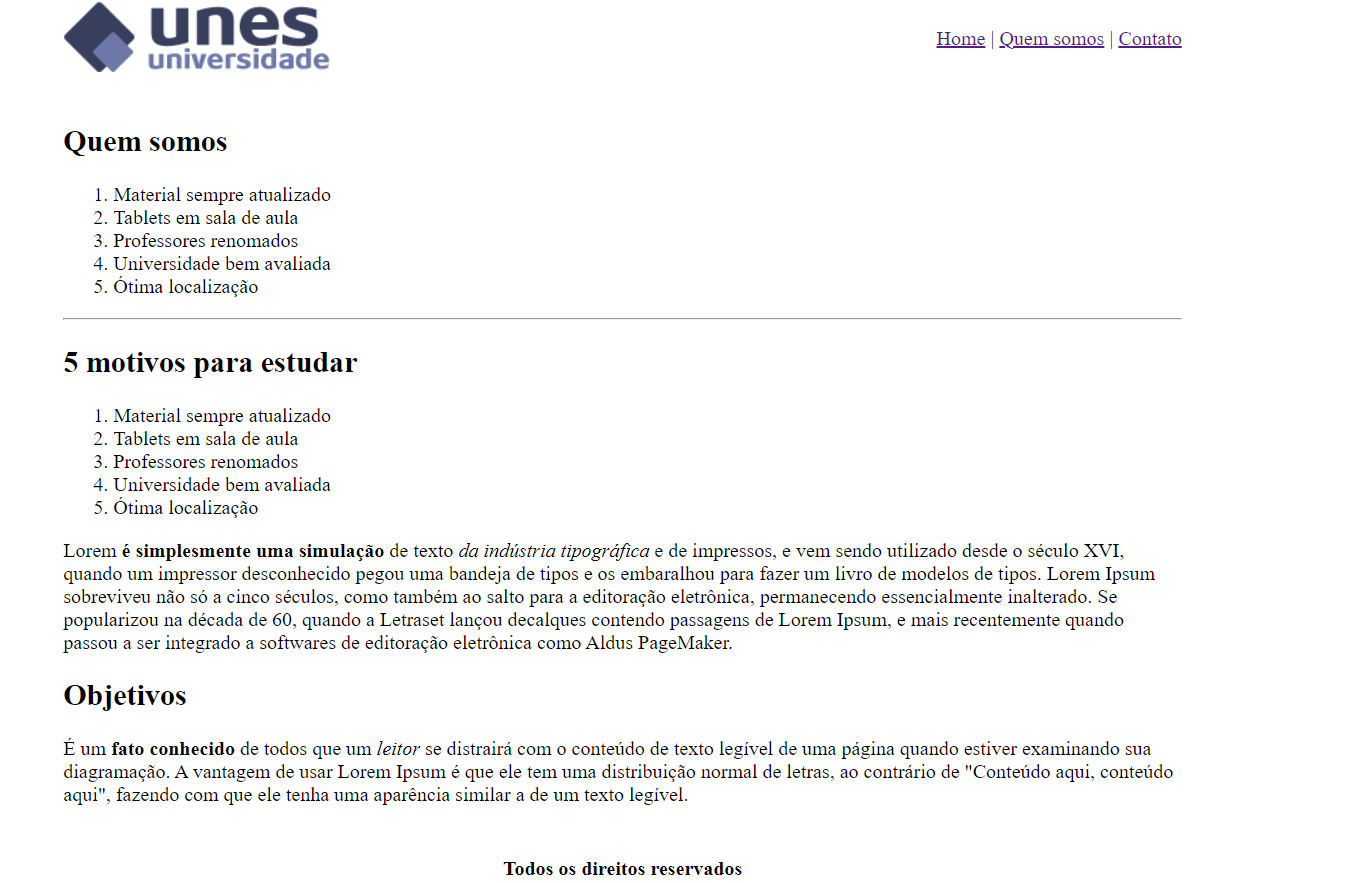 unes
universidade
Home | Quem somos | Contato
Quem somos
1. Material sempre atualizado
2. Tablets em sala de aula
3. Professores renomados
4. Universidade bem avaliada
5. Ótima localização
5 motivos para estudar
1. Material sempre atualizado
2. Tablets em sala de aula
3. Professores renomados
4. Universidade bem avaliada
5. Ótima localização
Lorem é simplesmente uma simulação de texto da indústria tipográfica e de impressos, e vem sendo utilizado desde o século XVI,
quando um impressor desconhecido pegou uma bandeja de tipos e os embaralhou para fazer um livro de modelos de tipos. Lorem Ipsum
sobreviveu não só a cinco séculos, como também ao salto para a editoração eletrônica, permanecendo essencialmente inalterado. Se
popularizou na década de 60, quando a Letraset lançou decalques contendo passagens de Lorem Ipsum, e mais recentemente quando
passou a ser integrado a softwares de editoração eletrônica como Aldus PageMaker.
Objetivos
É um fato conhecido de todos que um leitor se distrairá com o conteúdo de texto legível de uma página quando estiver examinando sua
diagramação. A vantagem de usar Lorem Ipsum é que ele tem uma distribuição normal de letras, ao contrário de "Conteúdo aqui, conteúdo
aqui", fazendo com que ele tenha uma aparência similar a de um texto legível.
Todos os direitos reservados